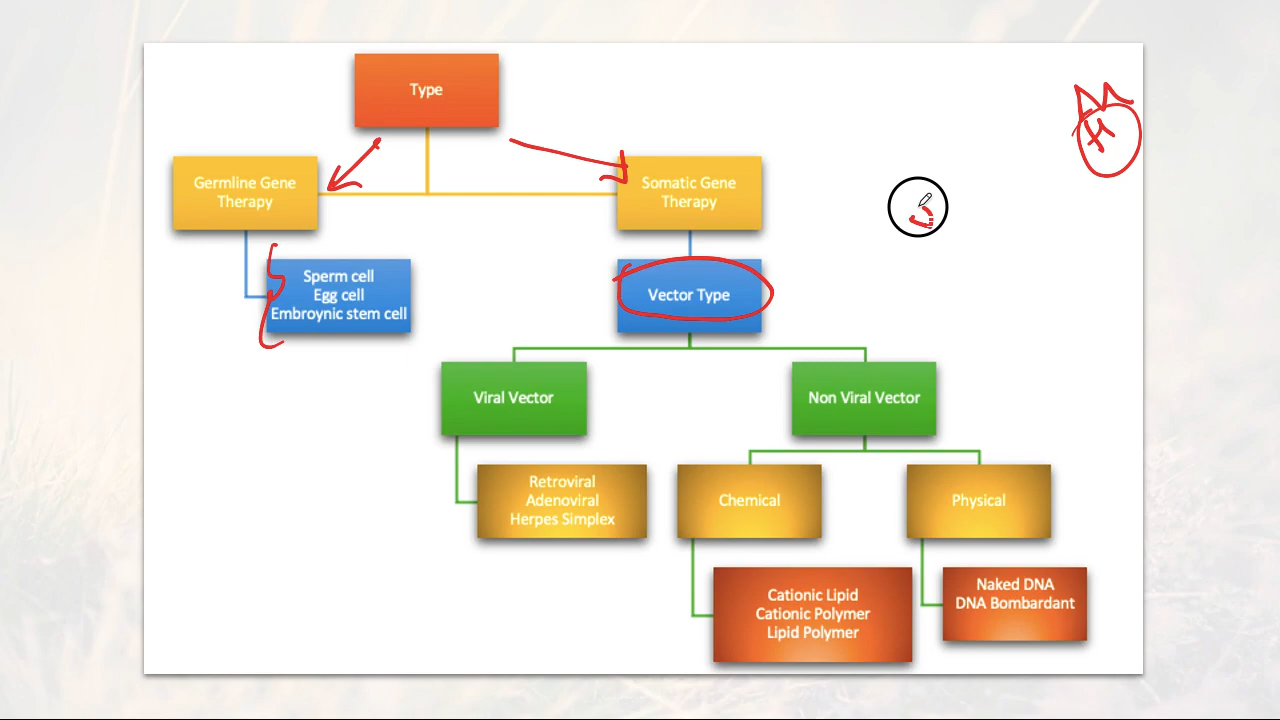 Type
Germline Gene
Therapy
Somatic Gene
Therapy
Sperm cell
Egg cell
Embroynic stem cell
Vector Type
Viral Vector
Non Viral Vector
Retroviral
Adenoviral
Herpes Simplex
Chemical
Physical
Cationic Lipid
Cationic Polymer
Lipid Polymer
Naked DNA
DNA Bombardant